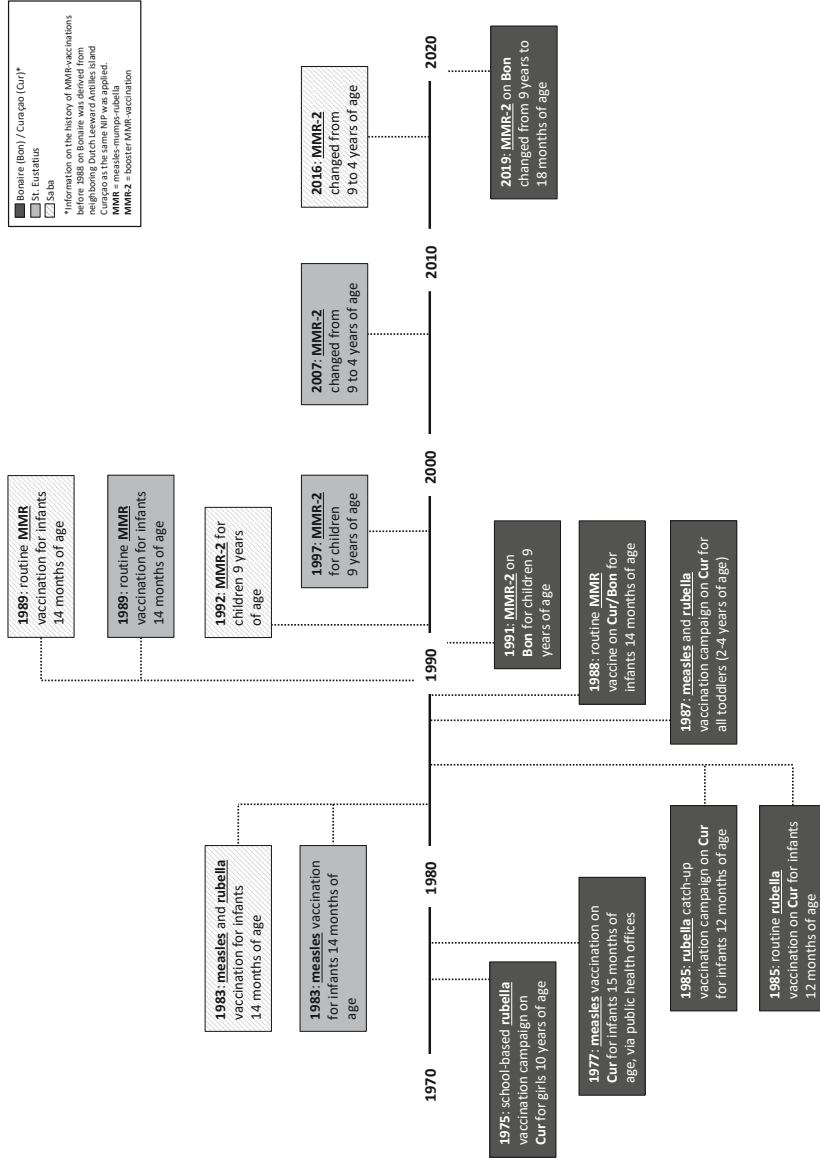 Bonaire (Bon) / Curaçao (Cur)*
St. Eustatius
Saba
*Information on the history of MMR-vaccinations
before 1988 on Bonaire was derived from
neighboring Dutch Leeward Antilles island
Curaçao as the same NIP was applied.
MMR = measles-mumps-rubella
MMR-2 = booster MMR-vaccination
1983: measles and rubella
vaccination for infants
14 months of age
1983: measles vaccination
for infants 14 months of
age
1989: routine MMR
vaccination for infants
14 months of age
1989: routine MMR
vaccination for infants
14 months of age
1992: MMR-2 for
children 9 years
of age
1997: MMR-2
for children
9 years of age
2007: MMR-2
changed from
9 to 4 years of age
2016: MMR-2
changed from
9 to 4 years of age
1970
1980
1990
2000
2010
2020
1975: school-based rubella
vaccination campaign on
Cur for girls 10 years of age
1977: measles vaccination on
Cur for infants 15 months of
age, via public health offices
1985: rubella catch-up
vaccination campaign on Cur
for infants 12 months of age
1985: routine rubella
vaccination on Cur for infants
12 months of age
1987: measles and rubella
vaccination campaign on Cur for
all toddlers (2-4 years of age)
1988: routine MMR
vaccine on Cur/Bon for
infants 14 months of age
1991: MMR-2 on
Bon for children 9
years of age
2019: MMR-2 on Bon
changed from 9 years to
18 months of age